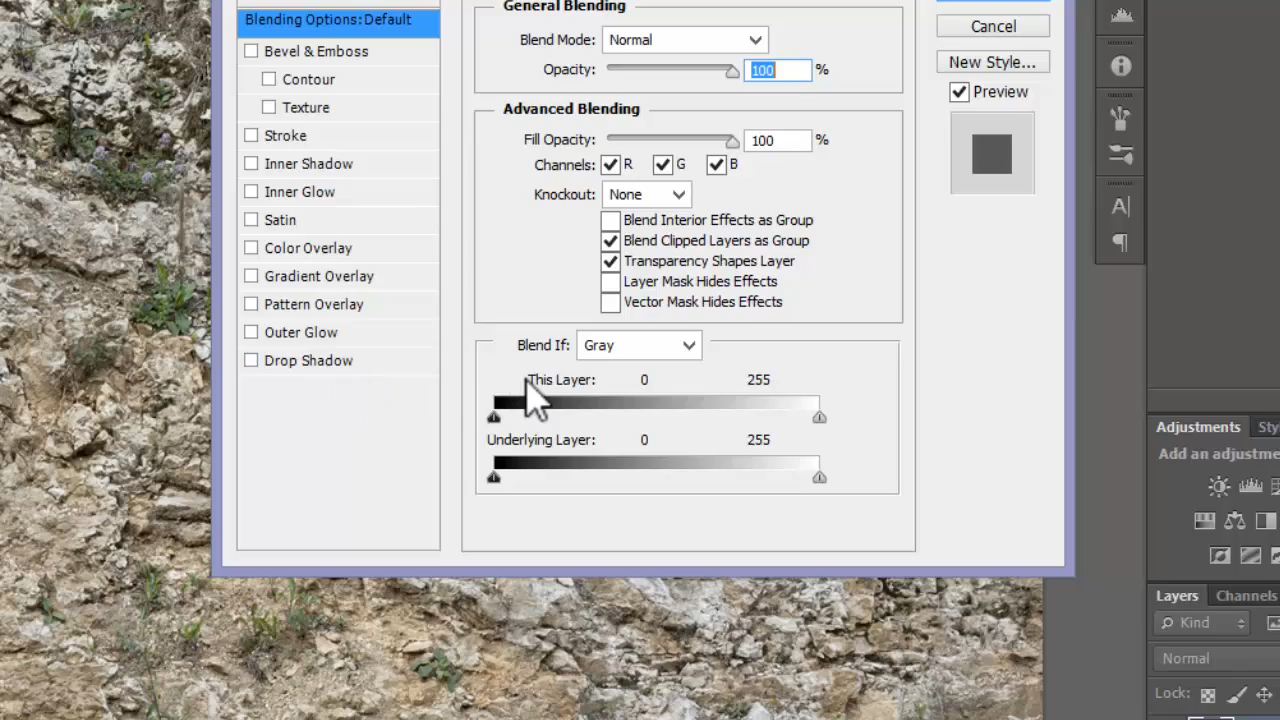 General Blending
Blending Options:Default
Cancel
Blend Mode: Normal
Bevel & Emboss
New Style...
Opacity: 100 %
Contour
Preview
Texture
Advanced Blending
Stroke
Fill Opacity: 100 %
Inner Shadow
Channels: R G B
Inner Glow
Knockout: None
Satin
Blend Interior Effects as Group
Color Overlay
Blend Clipped Layers as Group
Transparency Shapes Layer
Gradient Overlay
Layer Mask Hides Effects
Pattern Overlay
Vector Mask Hides Effects
Outer Glow
Blend If: Gray
Drop Shadow
This Layer: 0 255
Underlying Layer: 0 255
Adjustments Sty
Add an adjustme
Layers Channels
Kind
Normal
Lock: